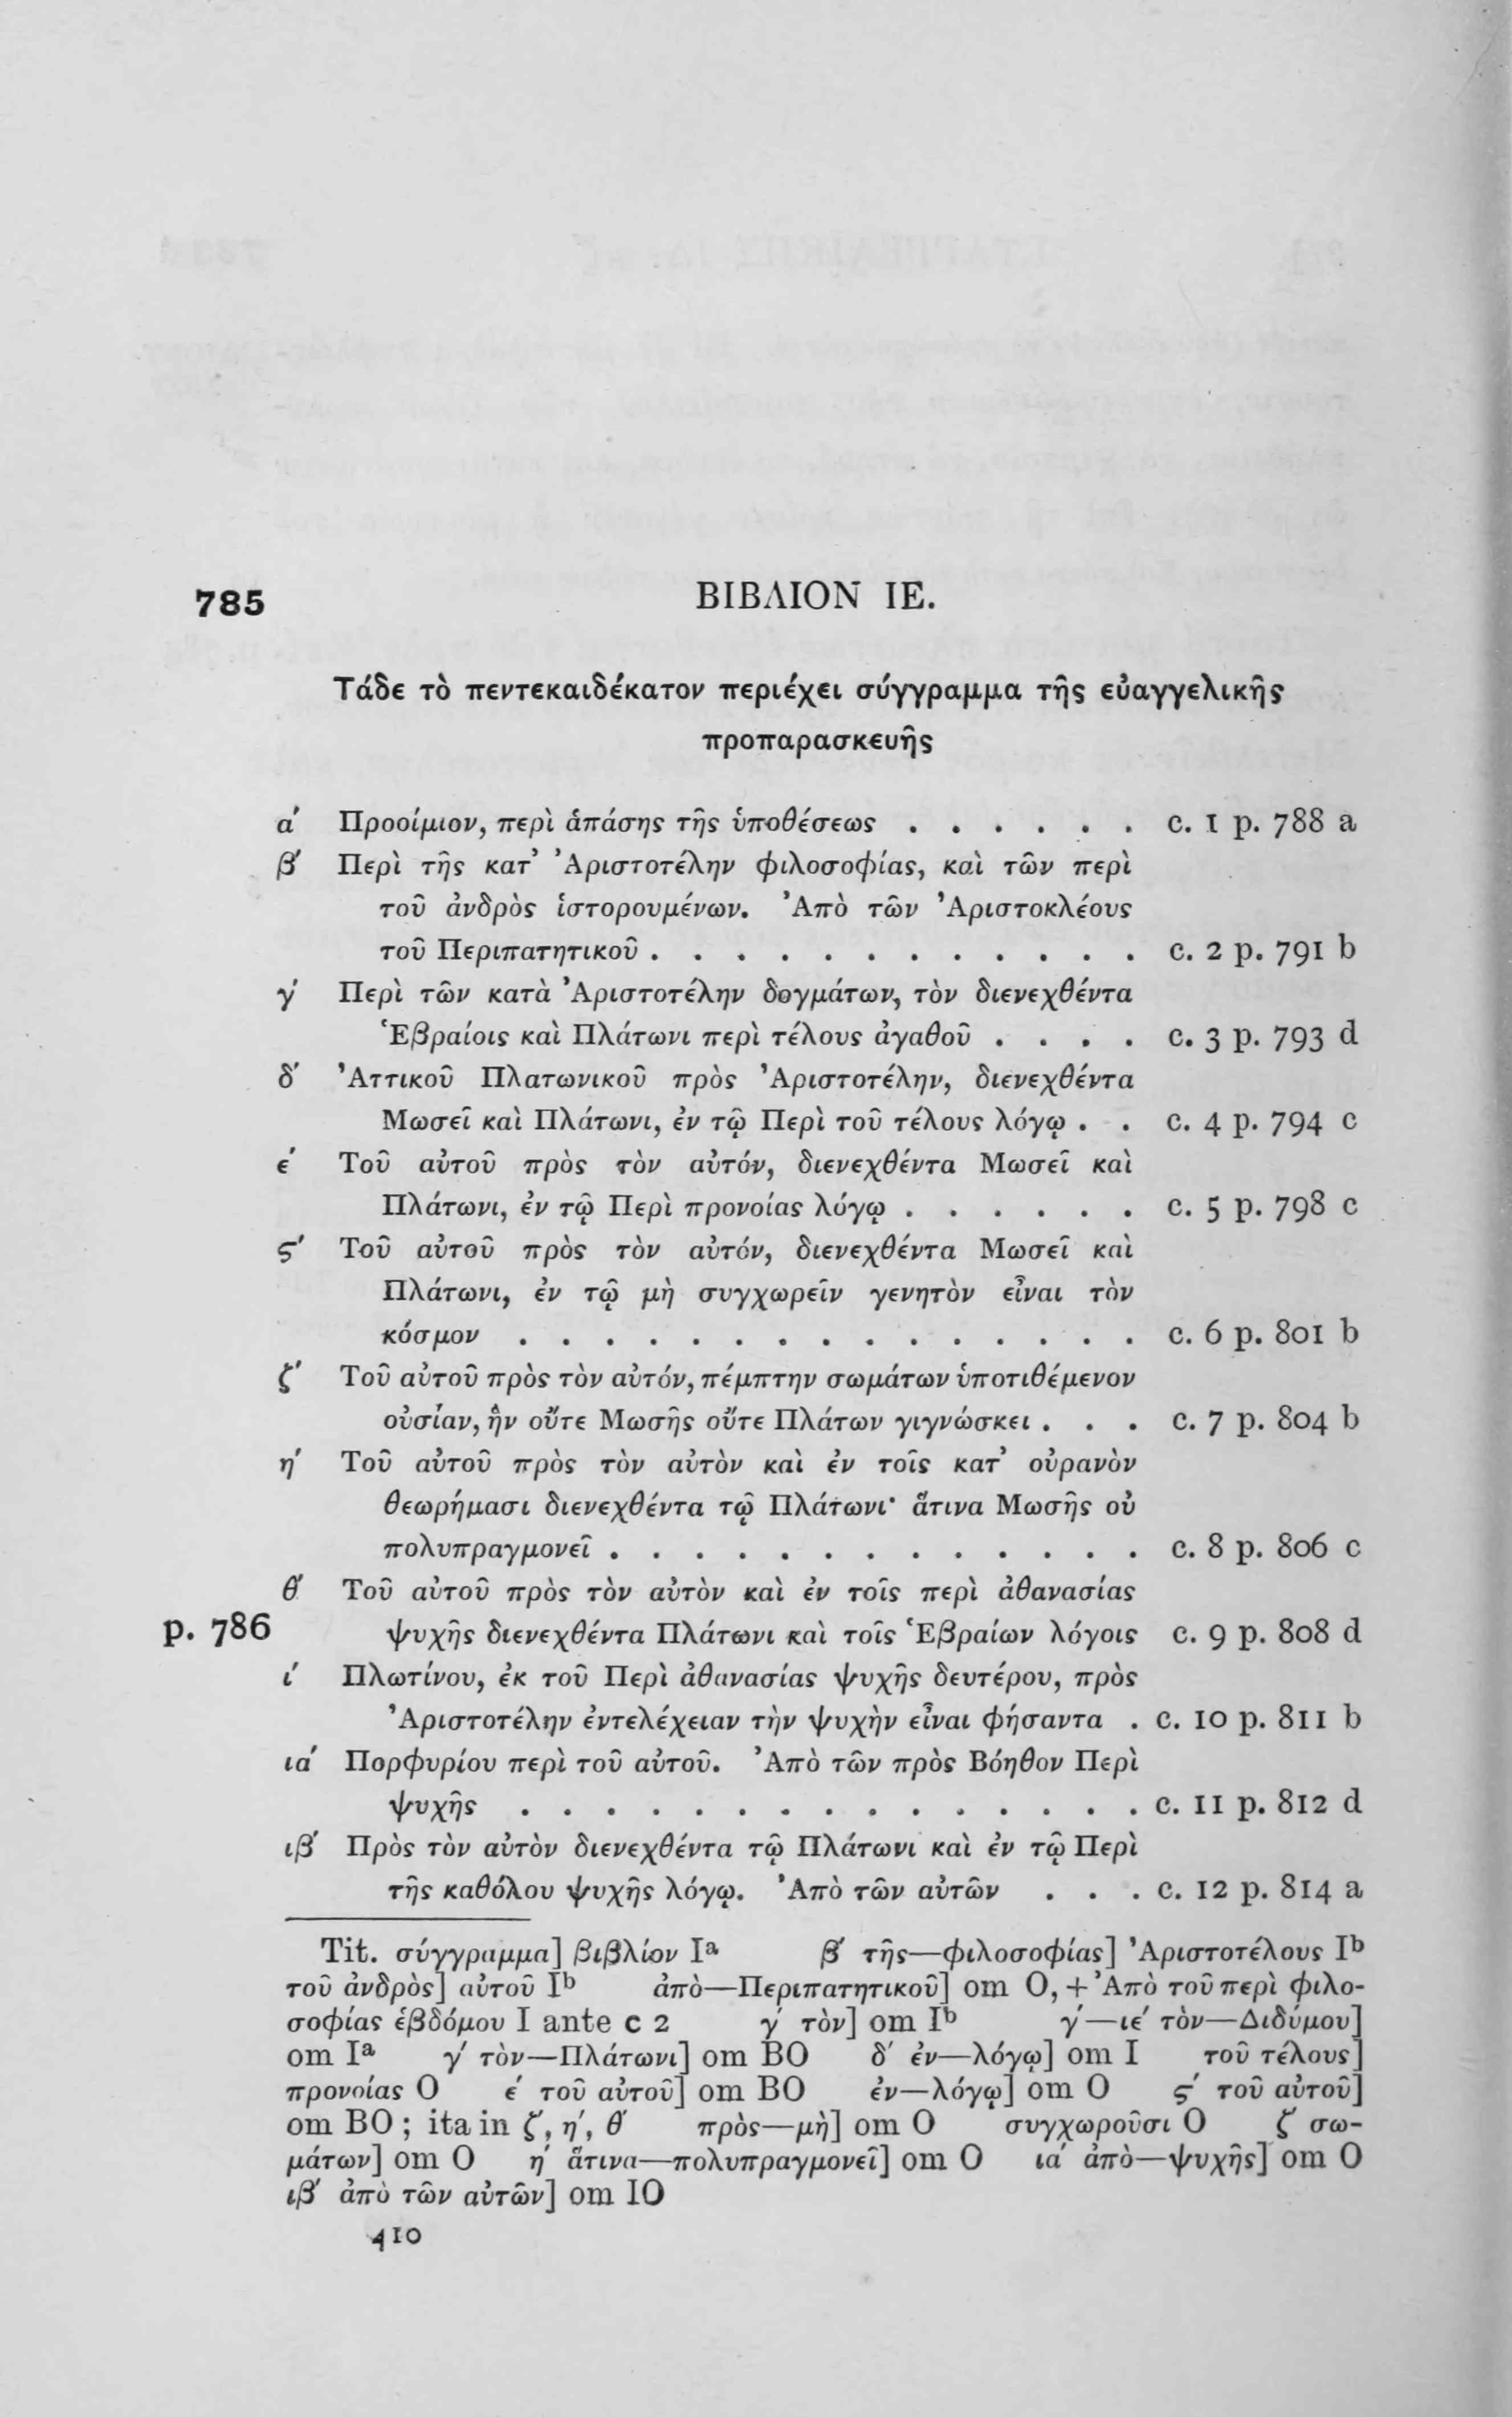 785 ΒΙΒΛΙΟΝ ΙΕ.
Τάδε τὸ πεντεκαιδέκατον περιέχει σύγγραμμα τῆς εὐαγγελικῆς
προπαρασκευῆς
α´ Προοίμιον, περὶ ἁπάσης τῆς ὑποθέσεως . . . . . . c. 1 p. 788 a
β´ Περὶ τῆς κατ’ Ἀριστοτέλην φιλοσοφίας, καὶ τῶν περὶ
τοῦ ἀνδρὸς ἱστορουμένων. Ἀπὸ τῶν Ἀριστοκλέους
τοῦ Περιπατητικοῦ . . . . . . . . . . . . c. 2 p. 791 b
γ´ Περὶ τῶν κατὰ Ἀριστοτέλην δογμάτων, τὸν διενεχθέντα
Ἑβραίοις καὶ Πλάτωνι περὶ τέλους ἀγαθοῦ . . . . c. 3 p. 793 d
δ´ Ἀττικοῦ Πλατωνικοῦ πρὸς Ἀριστοτέλην, διενεχθέντα
Μωσεῖ καὶ Πλάτωνι, ἐν τῷ Περὶ τοῦ τέλους λόγῳ . . c. 4 p. 794 c
ε´ Τοῦ αὐτοῦ πρὸς τὸν αὐτόν, διενεχθέντα Μωσεῖ καὶ
Πλάτωνι, ἐν τῷ Περὶ προνοίας λόγῳ . . . . . . c. 5 p. 798 c
ς´ Τοῦ αὐτοῦ πρὸς τὸν αὐτόν, διενεχθέντα Μωσεῖ καὶ
Πλάτωνι, ἐν τῷ μὴ συγχωρεῖν γενητὸν εἶναι τὸν
κόσμον . . . . . . . . . . . . . . . c. 6 p. 801 b
ζ´ Τοῦ αὐτοῦ πρὸς τὸν αὐτόν, πέμπτην σωμάτων ὑποτιθέμενον
οὐσίαν, ἣν οὔτε Μωσῆς οὔτε Πλάτων γιγνώσκει . . . c. 7 p. 804 b
η´ Τοῦ αὐτοῦ πρὸς τὸν αὐτὸν καὶ ἐν τοῖς κατ’ οὐρανὸν
θεωρήμασι διενεχθέντα τῷ Πλάτωνι· ἅτινα Μωσῆς οὐ
πολυπραγμονεῖ . . . . . . . . . . . . . c. 8 p. 806 c
θ´ Τοῦ αὐτοῦ πρὸς τὸν αὐτὸν καὶ ἐν τοῖς περὶ ἀθανασίας
p. 786 ψυχῆς διενεχθέντα Πλάτωνι καὶ τοῖς Ἑβραίων λόγοις c. 9 p. 808 d
ι´ Πλωτίνου, ἐκ τοῦ Περὶ ἀθανασίας ψυχῆς δευτέρου, πρὸς
Ἀριστοτέλην ἐντελέχειαν τὴν ψυχὴν εἶναι φήσαντα . c. 10 p. 811 b
ια´ Πορφυρίου περὶ τοῦ αὐτοῦ. Ἀπὸ τῶν πρὸς Βόηθον Περὶ
ψυχῆς . . . . . . . . . . . . . . . c. 11 p. 812 d
ιβ´ Πρὸς τὸν αὐτὸν διενεχθέντα τῷ Πλάτωνι καὶ ἐν τῷ Περὶ
τῆς καθόλου ψυχῆς λόγῳ. Ἀπὸ τῶν αὐτῶν . . . c. 12 p. 814 a
Tit. σύγγραμμα] βιβλίον Iᵃ β´ τῆς—φιλοσοφίας] Ἀριστοτέλους Iᵇ
τοῦ ἀνδρὸς] αὐτοῦ Iᵇ ἀπὸ—Περιπατητικοῦ] om O, + Ἀπὸ τοῦ περὶ φιλο-
σοφίας ἑβδόμου I ante c 2 γ´ τὸν] om Iᵇ γ´—ιε´ τὸν—Διδύμου]
om Iᵃ γ´ τὸν—Πλάτωνι] om BO δ´ ἐν—λόγῳ] om I τοῦ τέλους]
προνοίας O ε´ τοῦ αὐτοῦ] om BO ἐν—λόγῳ] om O ς´ τοῦ αὐτοῦ]
om BO ; ita in ζ´, η´, θ´ πρὸς—μὴ] om O συγχωροῦσι O ζ´ σω-
μάτων] om O η´ ἅτινα—πολυπραγμονεῖ] om O ια´ ἀπὸ—ψυχῆς] om O
ιβ´ ἀπὸ τῶν αὐτῶν] om IO
410